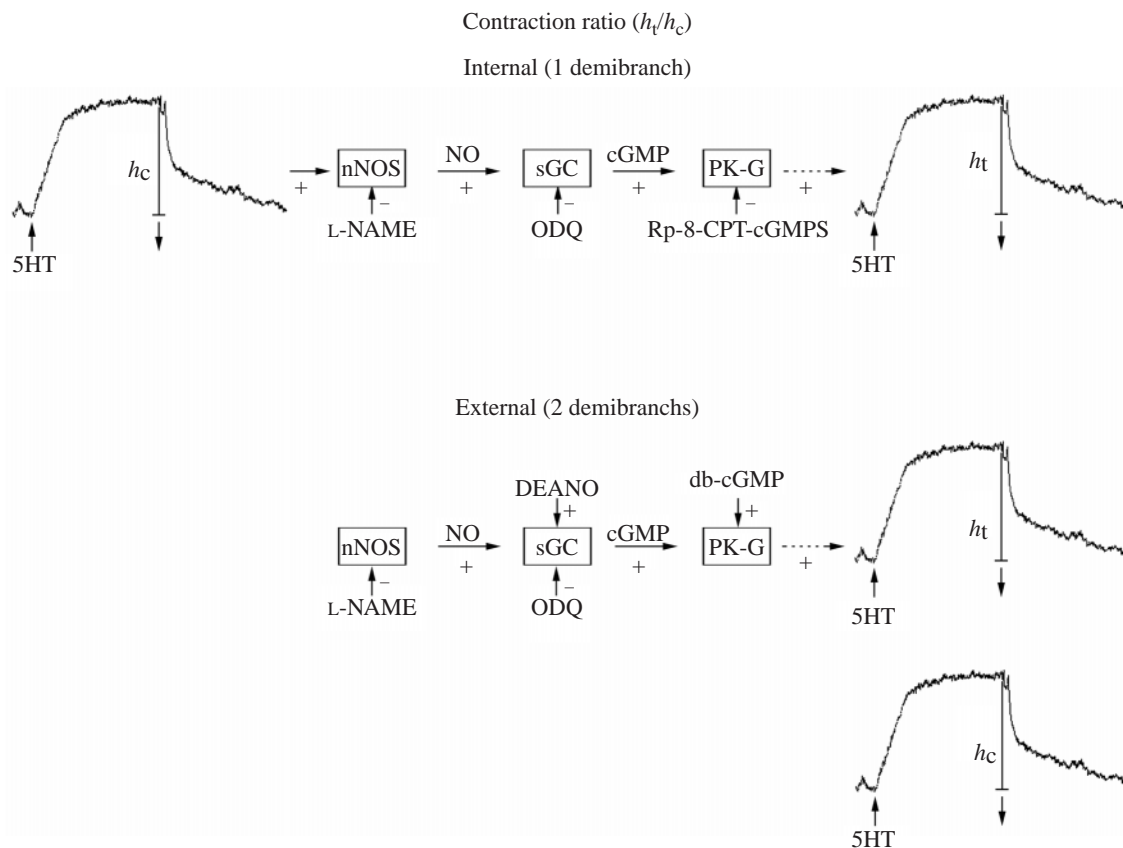 Contraction ratio (ht/hc)
Internal (1 demibranch)
hc
5HT
+
nNOS
–
L-NAME
NO
+
sGC
–
ODQ
cGMP
+
PK-G
–
Rp-8-CPT-cGMPS
+
ht
5HT
External (2 demibranchs)
nNOS
–
L-NAME
NO
+
DEANO
+
sGC
–
ODQ
cGMP
+
db-cGMP
+
PK-G
+
ht
5HT
hc
5HT